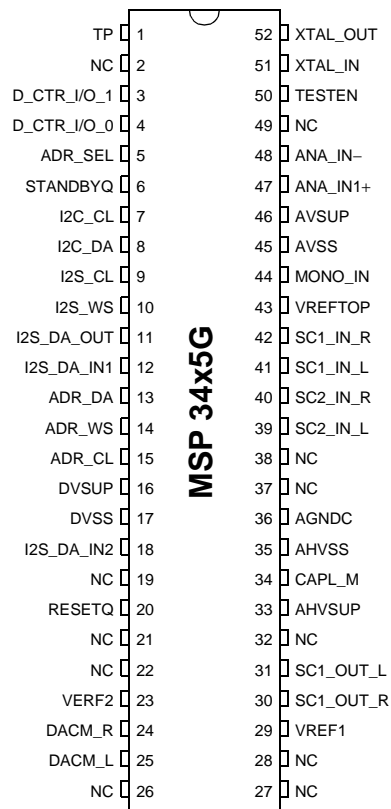 TP 1 52 XTAL_OUT
NC 2 51 XTAL_IN
D_CTR_I/O_1 3 50 TESTEN
D_CTR_I/O_0 4 49 NC
ADR_SEL 5 48 ANA_IN−
STANDBYQ 6 47 ANA_IN1+
I2C_CL 7 46 AVSUP
I2C_DA 8 45 AVSS
I2S_CL 9 44 MONO_IN
I2S_WS 10 43 VREFTOP
I2S_DA_OUT 11 42 SC1_IN_R
I2S_DA_IN1 12 41 SC1_IN_L
ADR_DA 13 40 SC2_IN_R
ADR_WS 14 39 SC2_IN_L
ADR_CL 15 38 NC
DVSUP 16 37 NC
DVSS 17 36 AGNDC
I2S_DA_IN2 18 35 AHVSS
NC 19 34 CAPL_M
RESETQ 20 33 AHVSUP
NC 21 32 NC
NC 22 31 SC1_OUT_L
VERF2 23 30 SC1_OUT_R
DACM_R 24 29 VREF1
DACM_L 25 28 NC
NC 26 27 NC
MSP 34x5G